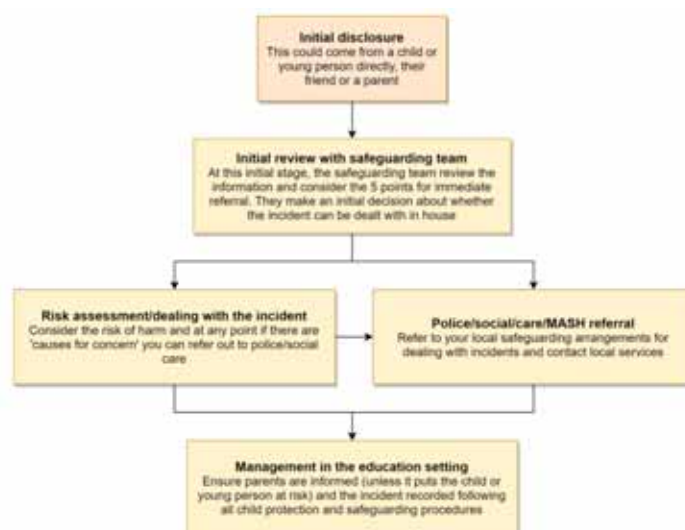 Initial disclosure
This could come from a child or
young person directly, their
friend or a parent
Initial review with safeguarding team
At this initial stage, the safeguarding team review the
information and consider the 5 points for immediate
referral. They make an initial decision about whether
the incident can be dealt with in house
Risk assessment/dealing with the incident
Consider the risk of harm and at any point if there are
'causes for concern' you can refer out to police/social
care
Police/social/care/MASH referral
Refer to your local safeguarding arrangements for
dealing with incidents and contact local services
Management in the education setting
Ensure parents are informed (unless it puts the child or
young person at risk) and the incident recorded following
all child protection and safeguarding procedures